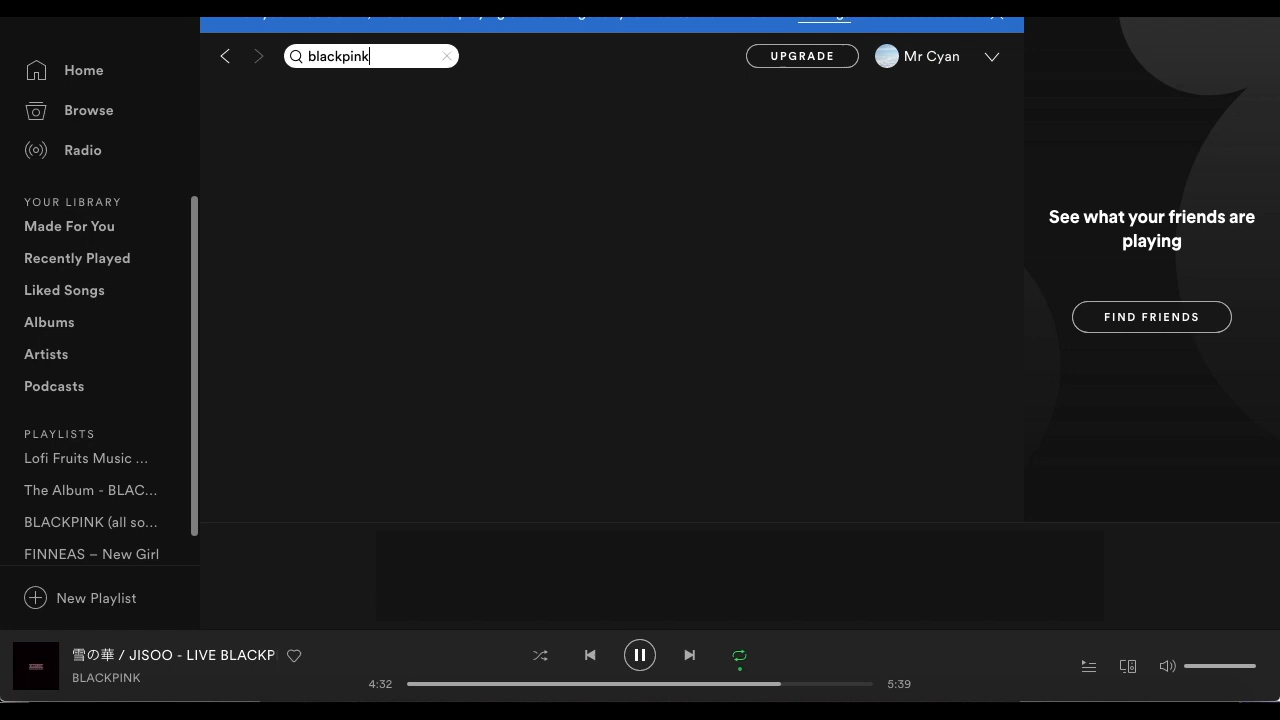 blackpink
UPGRADE
Mr Cyan
Home
Browse
Radio
YOUR LIBRARY
Made For You
Recently Played
Liked Songs
Albums
Artists
Podcasts
PLAYLISTS
Lofi Fruits Music ...
The Album - BLAC...
BLACKPINK (all so...
FINNEAS – New Girl
New Playlist
See what your friends are
playing
FIND FRIENDS
雪の華 / JISOO - LIVE BLACKP
BLACKPINK
4:32
5:39